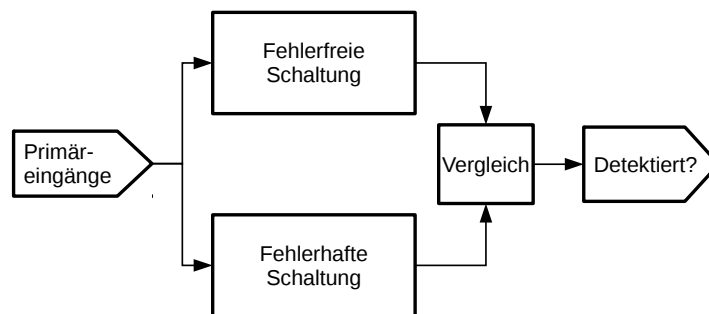 Fehlerfreie
Schaltung
Primär-
eingänge
Vergleich
Detektiert?
Fehlerhafte
Schaltung